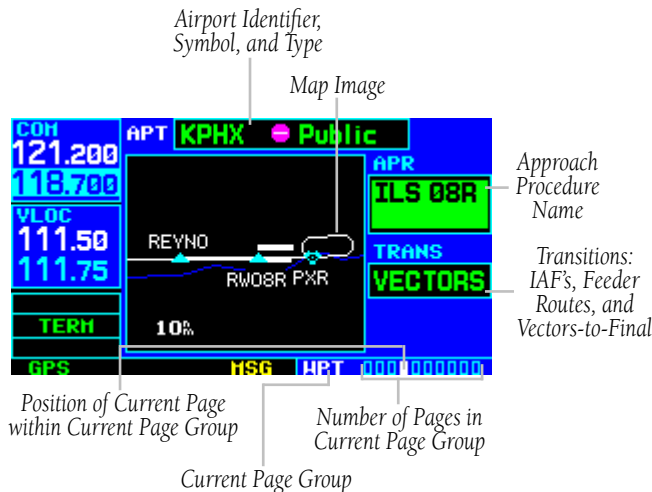 Airport Identifier,
Symbol, and Type
Map Image
COM
121.200
118.700
APT KPHX Public
APR
ILS 08R
Approach
Procedure
Name
VLOC
111.50
111.75
REYNO
RW08R PXR
TRANS
VECTORS
Transitions:
IAF's, Feeder
Routes, and
Vectors-to-Final
TERM
10nm
GPS
MSG
WPT
Position of Current Page
within Current Page Group
Number of Pages in
Current Page Group
Current Page Group